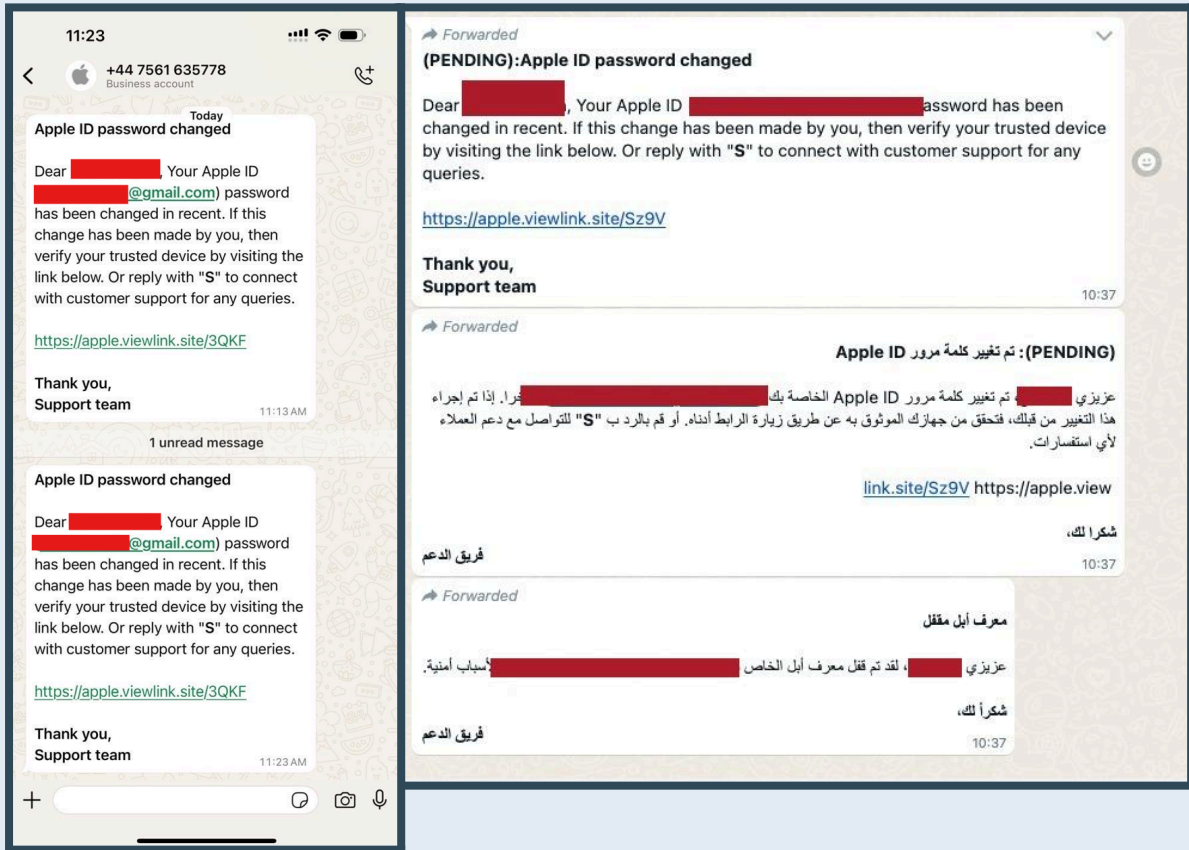 11:23
+44 7561 635778
Business account
Today
Apple ID password changed
Dear , Your Apple ID
@gmail.com) password
has been changed in recent. If this
change has been made by you, then
verify your trusted device by visiting the
link below. Or reply with "S" to connect
with customer support for any queries.
https://apple.viewlink.site/3QKF
Thank you,
Support team
11:13 AM
1 unread message
Apple ID password changed
Dear , Your Apple ID
@gmail.com) password
has been changed in recent. If this
change has been made by you, then
verify your trusted device by visiting the
link below. Or reply with "S" to connect
with customer support for any queries.
https://apple.viewlink.site/3QKF
Thank you,
Support team
11:23 AM
Forwarded
(PENDING):Apple ID password changed
Dear , Your Apple ID assword has been
changed in recent. If this change has been made by you, then verify your trusted device
by visiting the link below. Or reply with "S" to connect with customer support for any
queries.
https://apple.viewlink.site/Sz9V
Thank you,
Support team
10:37
Forwarded
(PENDING): تم تغيير كلمة مرور Apple ID
عزيزي ، تم تغيير كلمة مرور Apple ID الخاصة بك خرا. إذا تم إجراء
هذا التغيير من قبلك، فتحقق من جهازك الموثوق به عن طريق زيارة الرابط أدناه. أو قم بالرد ب "S" للتواصل مع دعم العملاء
لأي استفسارات.
link.site/Sz9V https://apple.view
شكرا لك،
فريق الدعم
10:37
Forwarded
معرف أبل مقفل
عزيزي ، لقد تم قفل معرف أبل الخاص لأسباب أمنية.
شكراً لك،
فريق الدعم
10:37